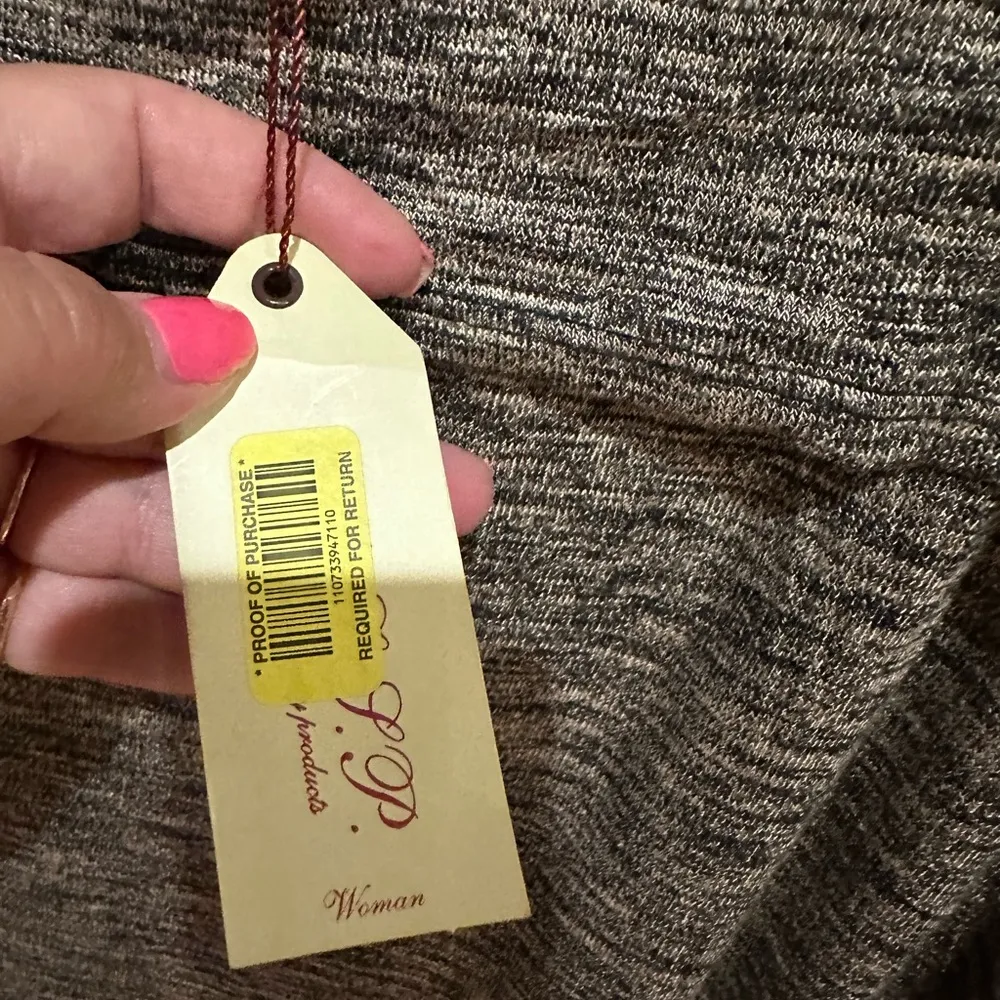 * PROOF OF PURCHASE *
110733947110
REQUIRED FOR RETURN
S.P.
products
Woman